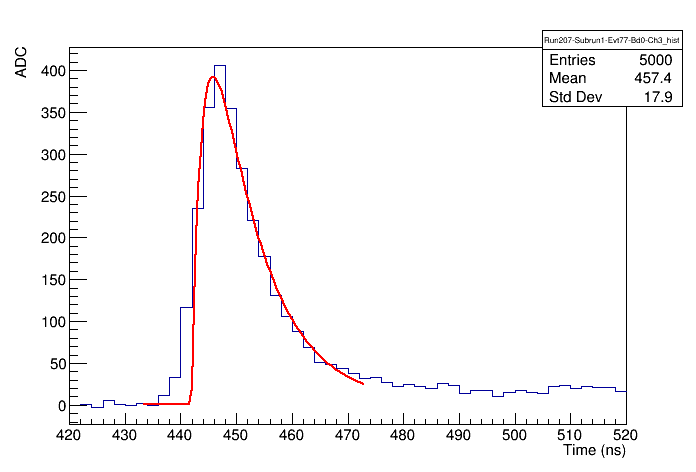 Run207-Subrun1-Evt77-Bd0-Ch3_hist
Entries 5000
Mean 457.4
Std Dev 17.9
ADC
400
350
300
250
200
150
100
50
0
420 430 440 450 460 470 480 490 500 510 520
Time (ns)